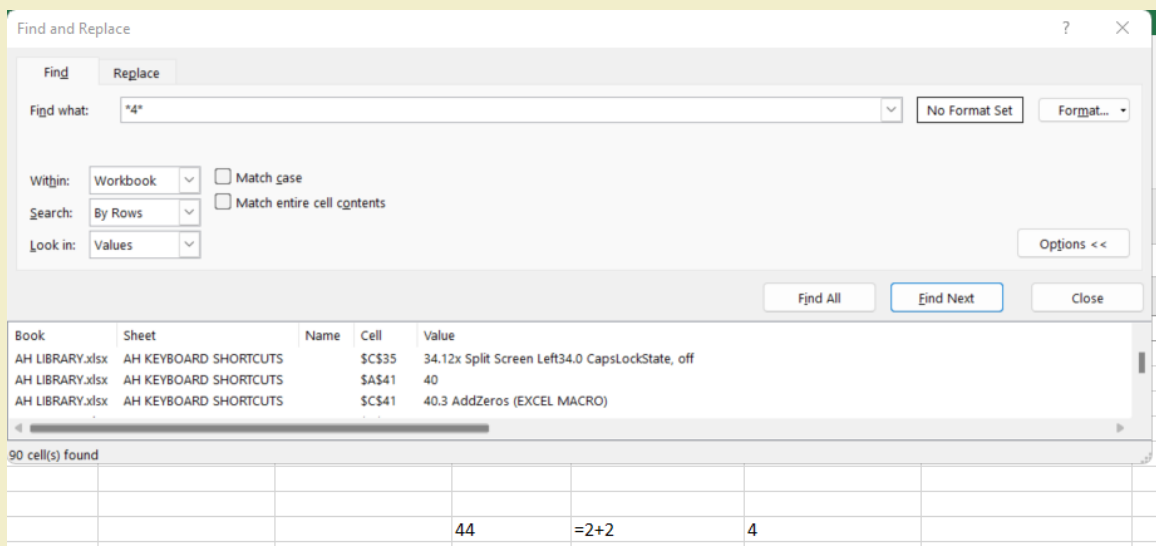 Find and Replace ?
Find Replace
Find what: *4* No Format Set Format...
Within: Workbook Match case
Search: By Rows Match entire cell contents
Look in: Values Options <<
Find All Find Next Close
Book Sheet Name Cell Value
AH LIBRARY.xlsx AH KEYBOARD SHORTCUTS $C$35 34.12x Split Screen Left34.0 CapsLockState, off
AH LIBRARY.xlsx AH KEYBOARD SHORTCUTS $A$41 40
AH LIBRARY.xlsx AH KEYBOARD SHORTCUTS $C$41 40.3 AddZeros (EXCEL MACRO)
90 cell(s) found
44 =2+2 4